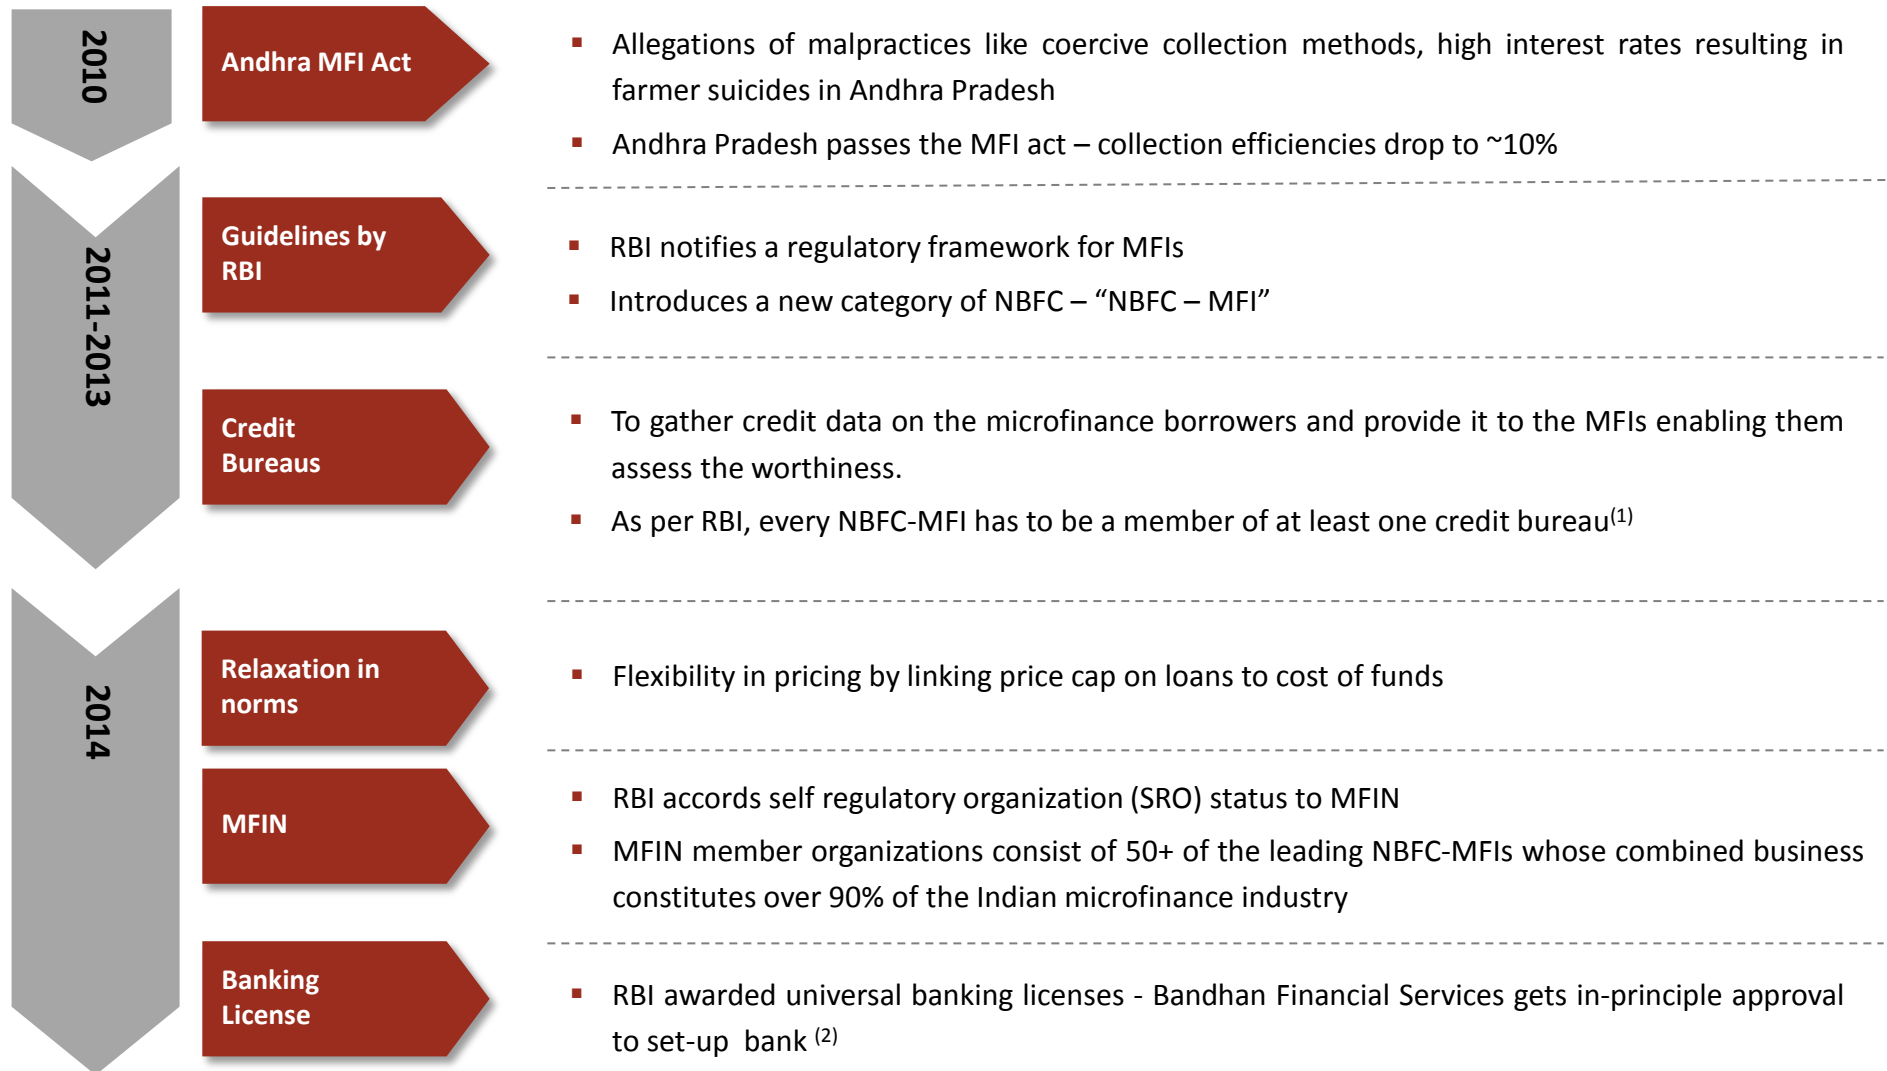 2010
Andhra MFI Act
▪ Allegations of malpractices like coercive collection methods, high interest rates resulting in
farmer suicides in Andhra Pradesh
▪ Andhra Pradesh passes the MFI act – collection efficiencies drop to ~10%
2011-2013
Guidelines by
RBI
▪ RBI notifies a regulatory framework for MFIs
▪ Introduces a new category of NBFC – “NBFC – MFI”
Credit
Bureaus
▪ To gather credit data on the microfinance borrowers and provide it to the MFIs enabling them
assess the worthiness.
▪ As per RBI, every NBFC-MFI has to be a member of at least one credit bureau(1)
2014
Relaxation in
norms
▪ Flexibility in pricing by linking price cap on loans to cost of funds
MFIN
▪ RBI accords self regulatory organization (SRO) status to MFIN
▪ MFIN member organizations consist of 50+ of the leading NBFC-MFIs whose combined business
constitutes over 90% of the Indian microfinance industry
Banking
License
▪ RBI awarded universal banking licenses - Bandhan Financial Services gets in-principle approval
to set-up bank (2)